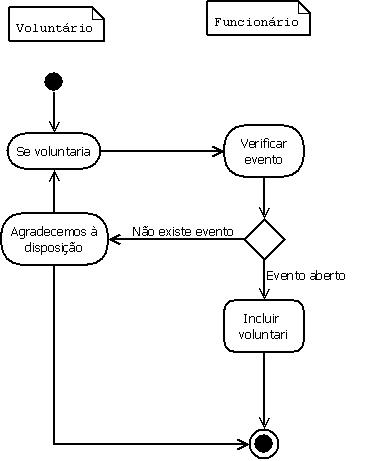 Voluntário
Funcionário
Se voluntaria
Verificar
evento
Agradecemos à
disposição
Não existe evento
Evento aberto
Incluir
voluntari